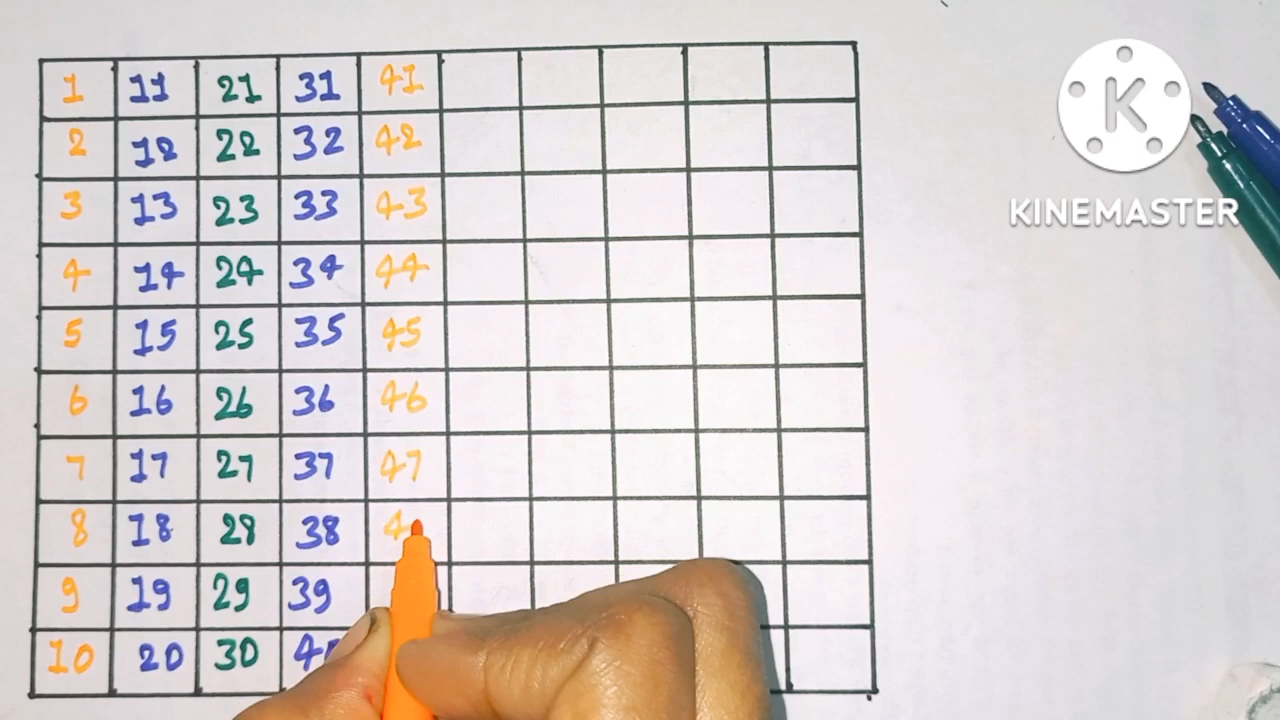 1 11 21 31 41
2 12 22 32 42
3 13 23 33 43
4 14 24 34 44
5 15 25 35 45
6 16 26 36 46
7 17 27 37 47
8 18 28 38 4
9 19 29 39
10 20 30
K
KINEMASTER